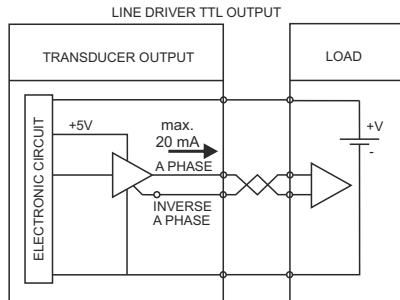 LINE DRIVER TTL OUTPUT
TRANSDUCER OUTPUT
LOAD
ELECTRONIC CIRCUIT
+5V
max.
20 mA
A PHASE
INVERSE
A PHASE
+V
-